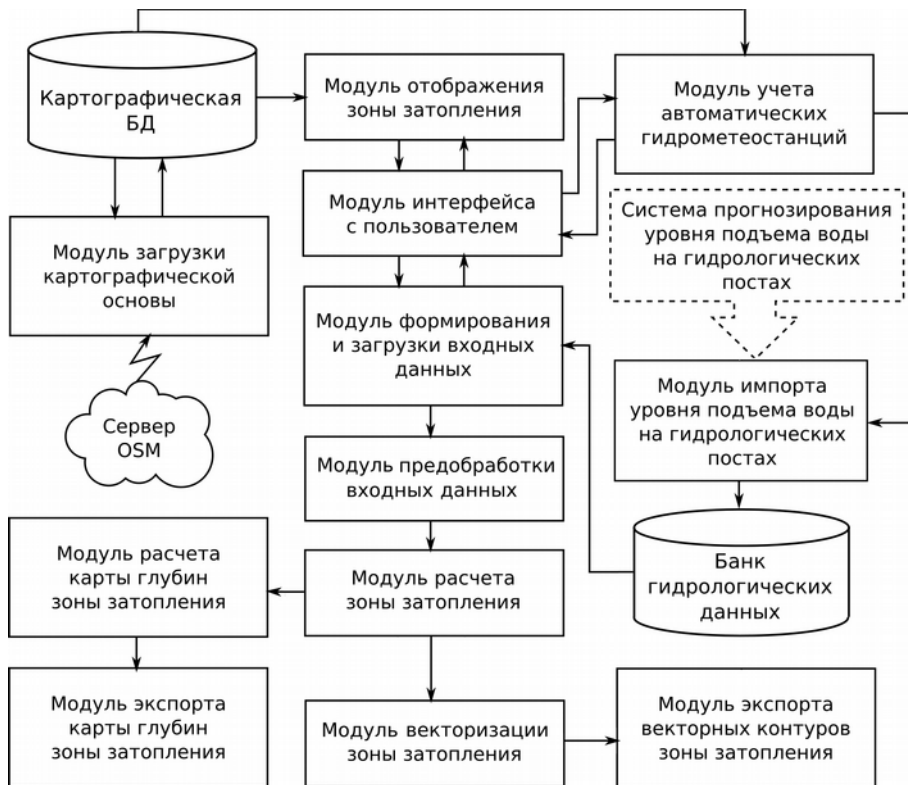 Картографическая
БД
Модуль отображения
зоны затопления
Модуль учета
автоматических
гидрометеостанций
Модуль интерфейса
с пользователем
Система прогнозирования
уровня подъема воды
на гидрологических
постах
Модуль загрузки
картографической
основы
Модуль формирования
и загрузки входных
данных
Модуль импорта
уровня подъема воды
на гидрологических
постах
Сервер
OSM
Модуль предобработки
входных данных
Модуль расчета
карты глубин
зоны затопления
Модуль расчета
зоны затопления
Банк
гидрологических
данных
Модуль экспорта
карты глубин
зоны затопления
Модуль векторизации
зоны затопления
Модуль экспорта
векторных контуров
зоны затопления